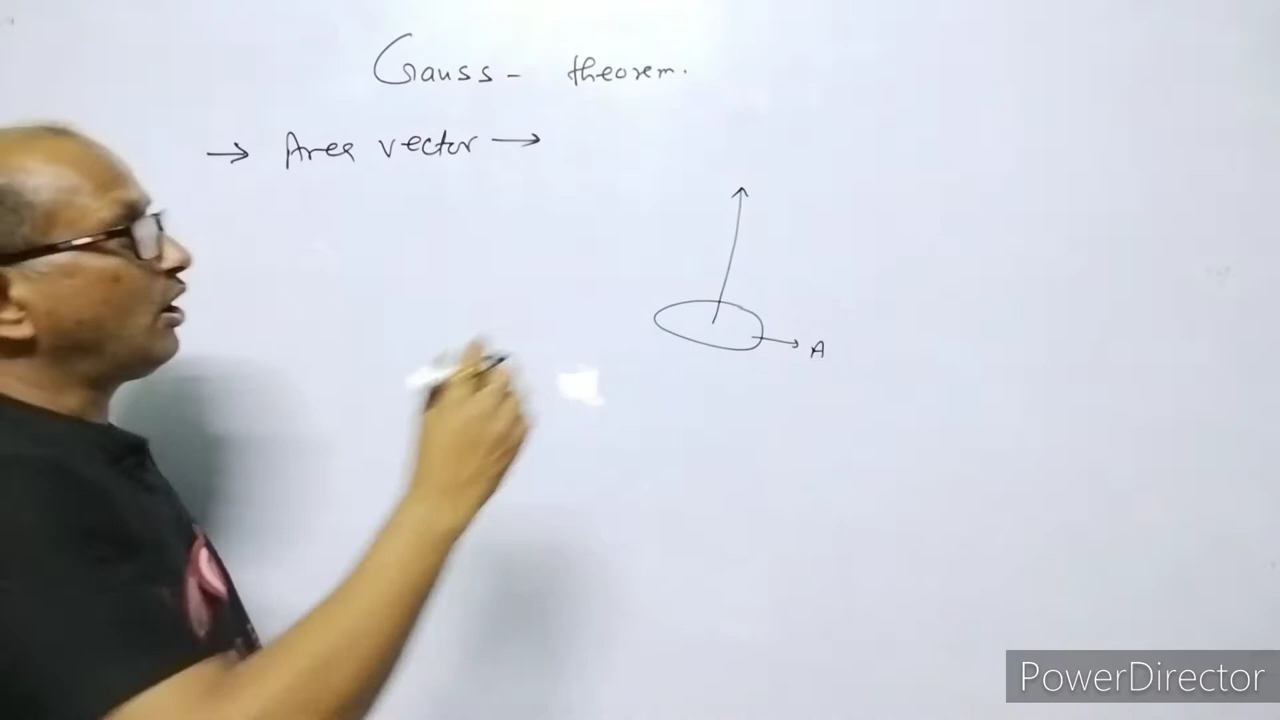 Gauss - theorem.
→ Area vector →
A
PowerDirector